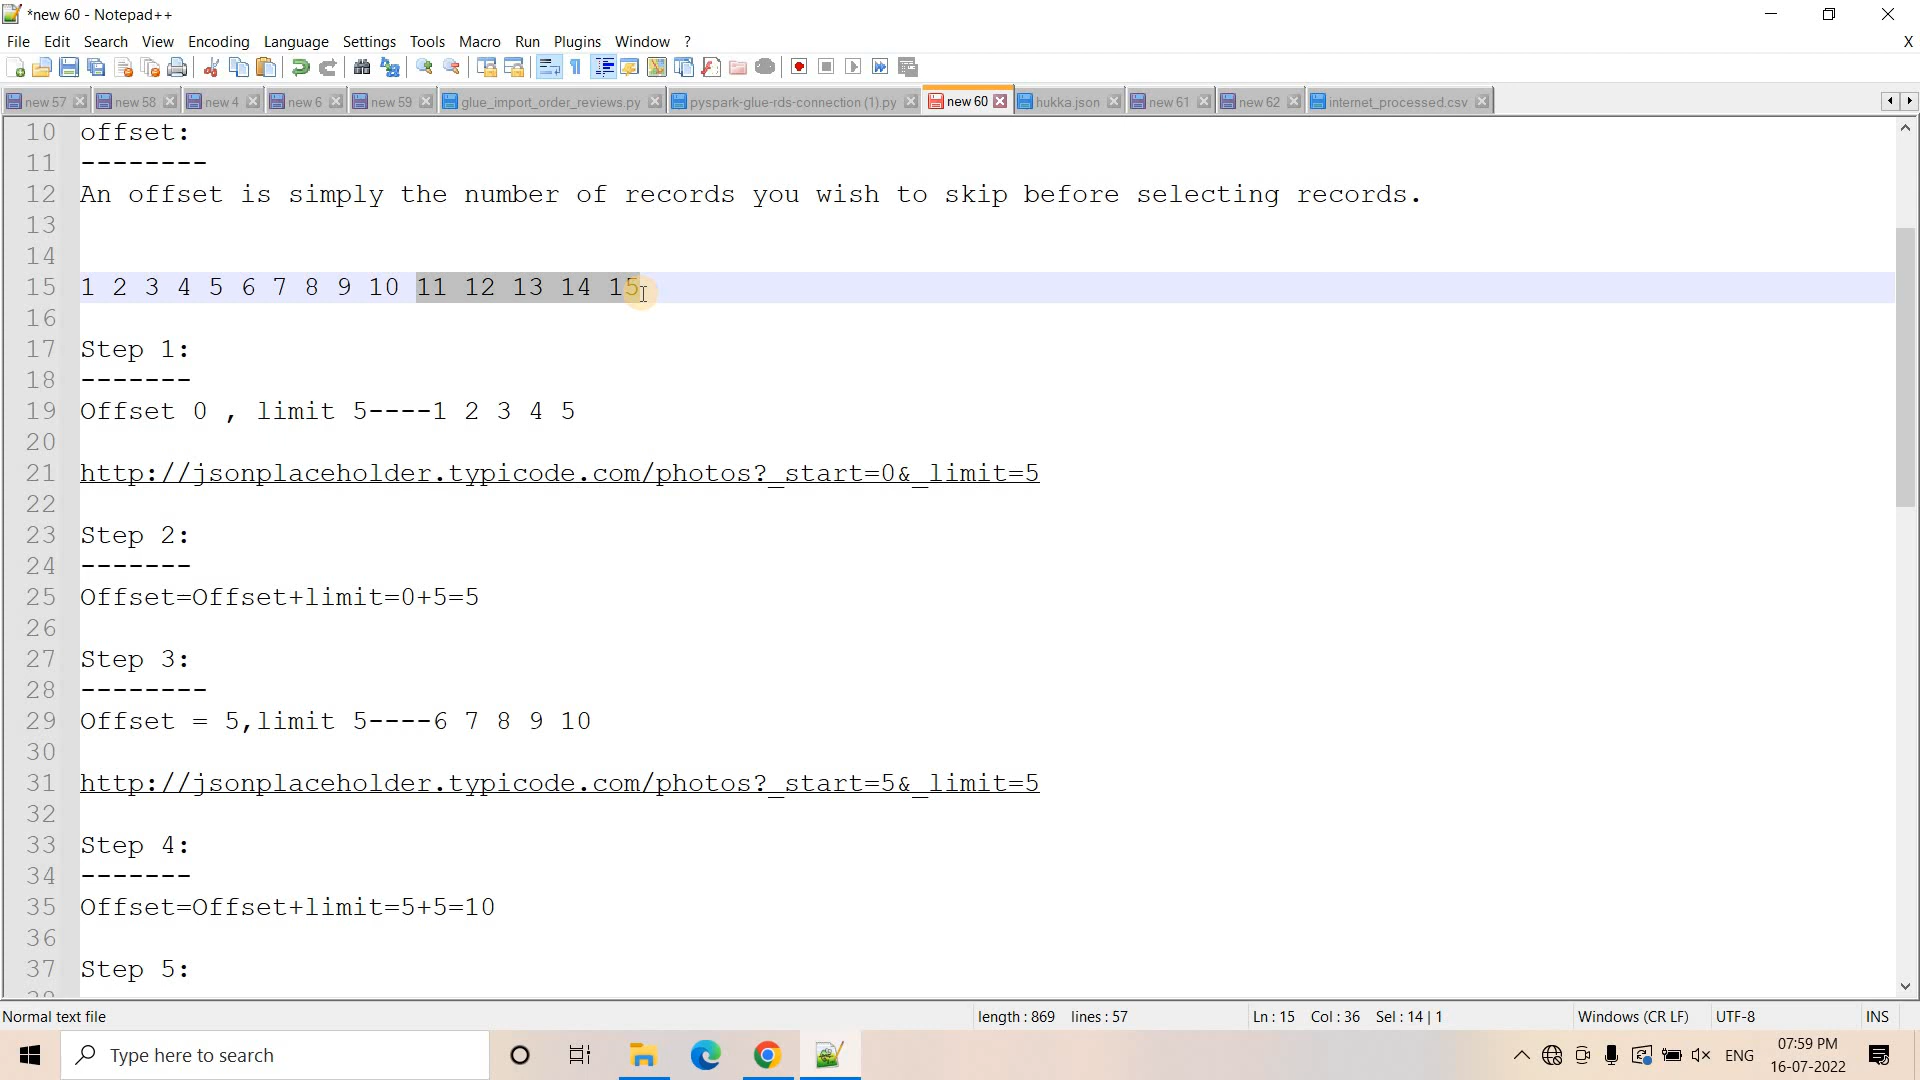 *new 60 - Notepad++
File Edit Search View Encoding Language Settings Tools Macro Run Plugins Window ? X
new 57 new 58 new 4 new 6 new 59 glue_import_order_reviews.py pyspark-glue-rds-connection (1).py new 60 hukka.json new 61 new 62 internet_processed.csv
10 offset:
11 --------
12 An offset is simply the number of records you wish to skip before selecting records.
13
14
15 1 2 3 4 5 6 7 8 9 10 11 12 13 14 15
16
17 Step 1:
18 -------
19 Offset 0 , limit 5----1 2 3 4 5
20
21 http://jsonplaceholder.typicode.com/photos?_start=0&_limit=5
22
23 Step 2:
24 -------
25 Offset=Offset+limit=0+5=5
26
27 Step 3:
28 --------
29 Offset = 5,limit 5----6 7 8 9 10
30
31 http://jsonplaceholder.typicode.com/photos?_start=5&_limit=5
32
33 Step 4:
34 -------
35 Offset=Offset+limit=5+5=10
36
37 Step 5:
Normal text file length : 869 lines : 57 Ln : 15 Col : 36 Sel : 14 | 1 Windows (CR LF) UTF-8 INS
Type here to search ENG 07:59 PM
16-07-2022